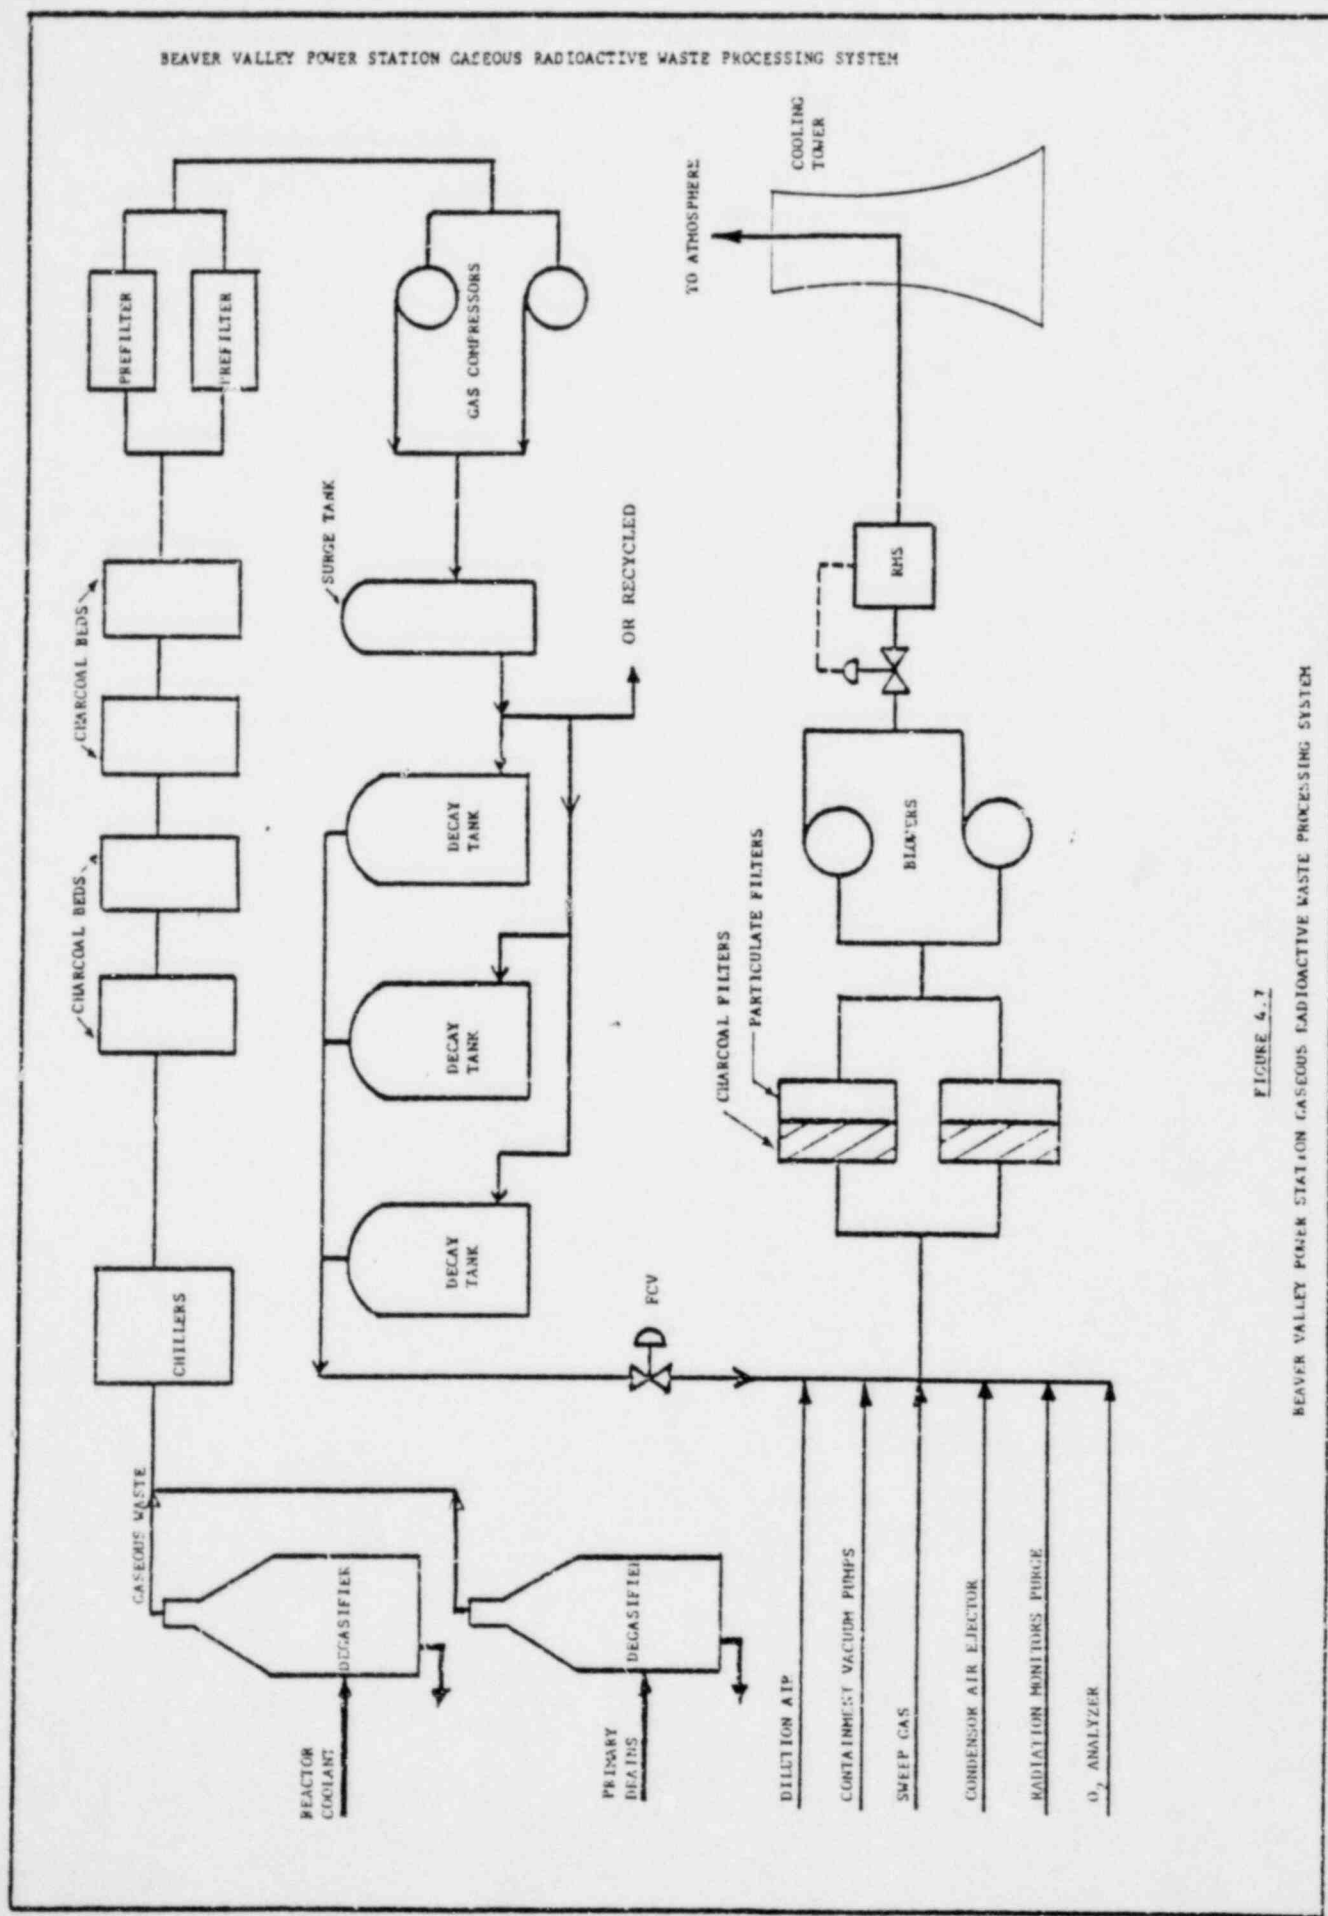 BEAVER VALLEY POWER STATION GASEOUS RADIOACTIVE WASTE PROCESSING SYSTEM
GASEOUS WASTE
CHILLERS
CHARCOAL BEDS
CHARCOAL BEDS
PREFILTER
PREFILTER
REACTOR
COOLANT
DEGASIFIER
PRIMARY
DRAINS
DEGASIFIER
DECAY
TANK
DECAY
TANK
DECAY
TANK
SURGE TANK
GAS COMPRESSORS
OR RECYCLED
FCV
DILUTION AIR
CONTAINMENT VACUUM PUMPS
SWEEP GAS
CONDENSOR AIR EJECTOR
RADIATION MONITORS PURGE
O2 ANALYZER
CHARCOAL FILTERS
PARTICULATE FILTERS
BLOWERS
RMS
TO ATMOSPHERE
COOLING
TOWER
FIGURE 4.7
BEAVER VALLEY POWER STATION GASEOUS RADIOACTIVE WASTE PROCESSING SYSTEM